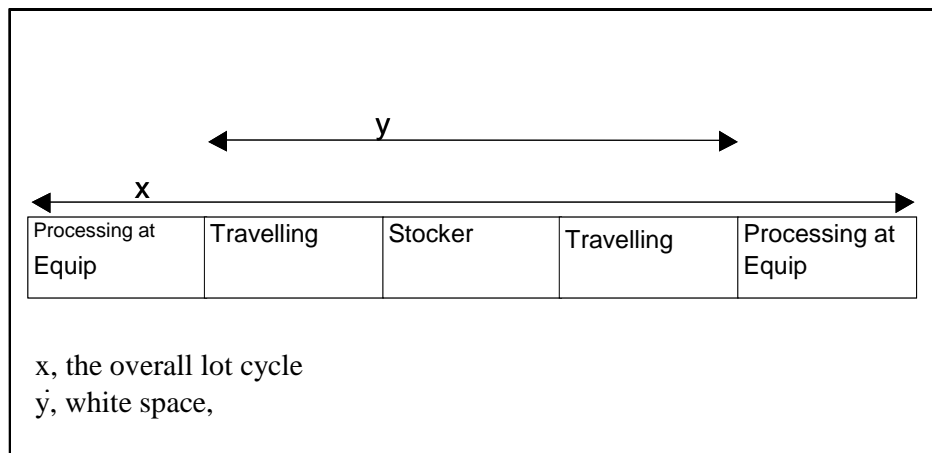 y
x
Processing at
Equip
Travelling
Stocker
Travelling
Processing at
Equip
x, the overall lot cycle
y, white space,